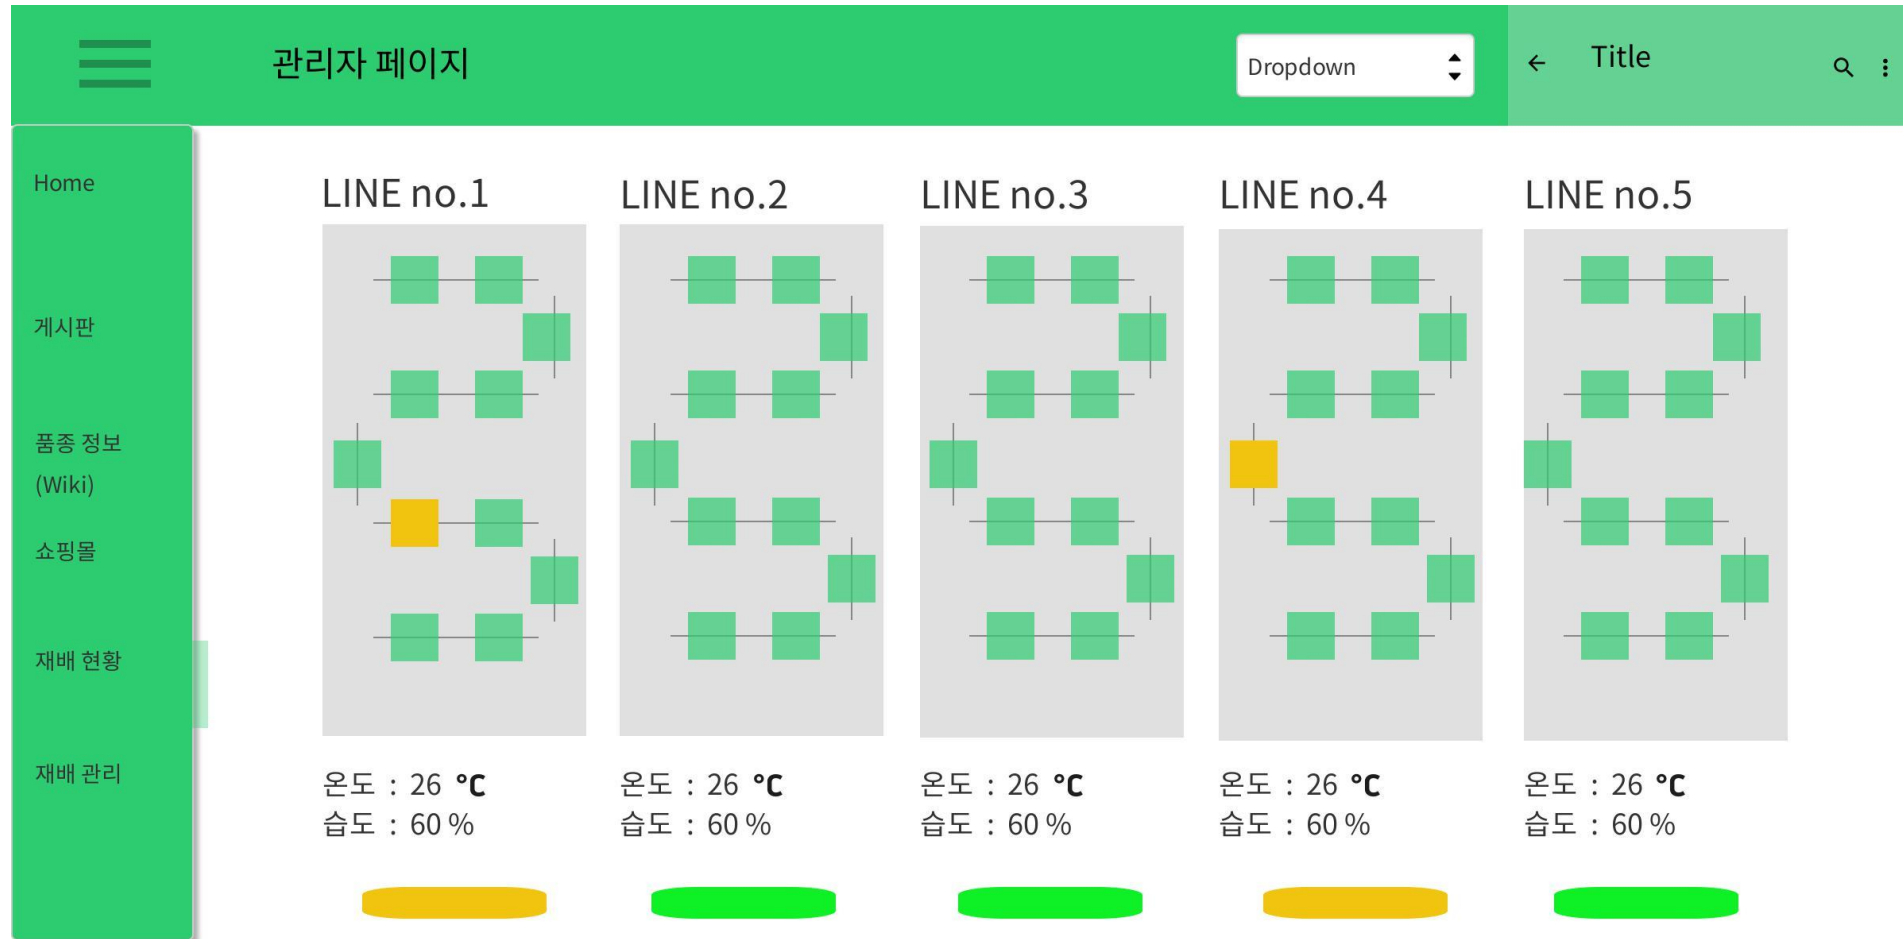 관리자 페이지
Dropdown
Title
Home
게시판
품종 정보
(Wiki)
쇼핑몰
재배 현황
재배 관리
LINE no.1
LINE no.2
LINE no.3
LINE no.4
LINE no.5
온도 : 26 °C
습도 : 60 %
온도 : 26 °C
습도 : 60 %
온도 : 26 °C
습도 : 60 %
온도 : 26 °C
습도 : 60 %
온도 : 26 °C
습도 : 60 %